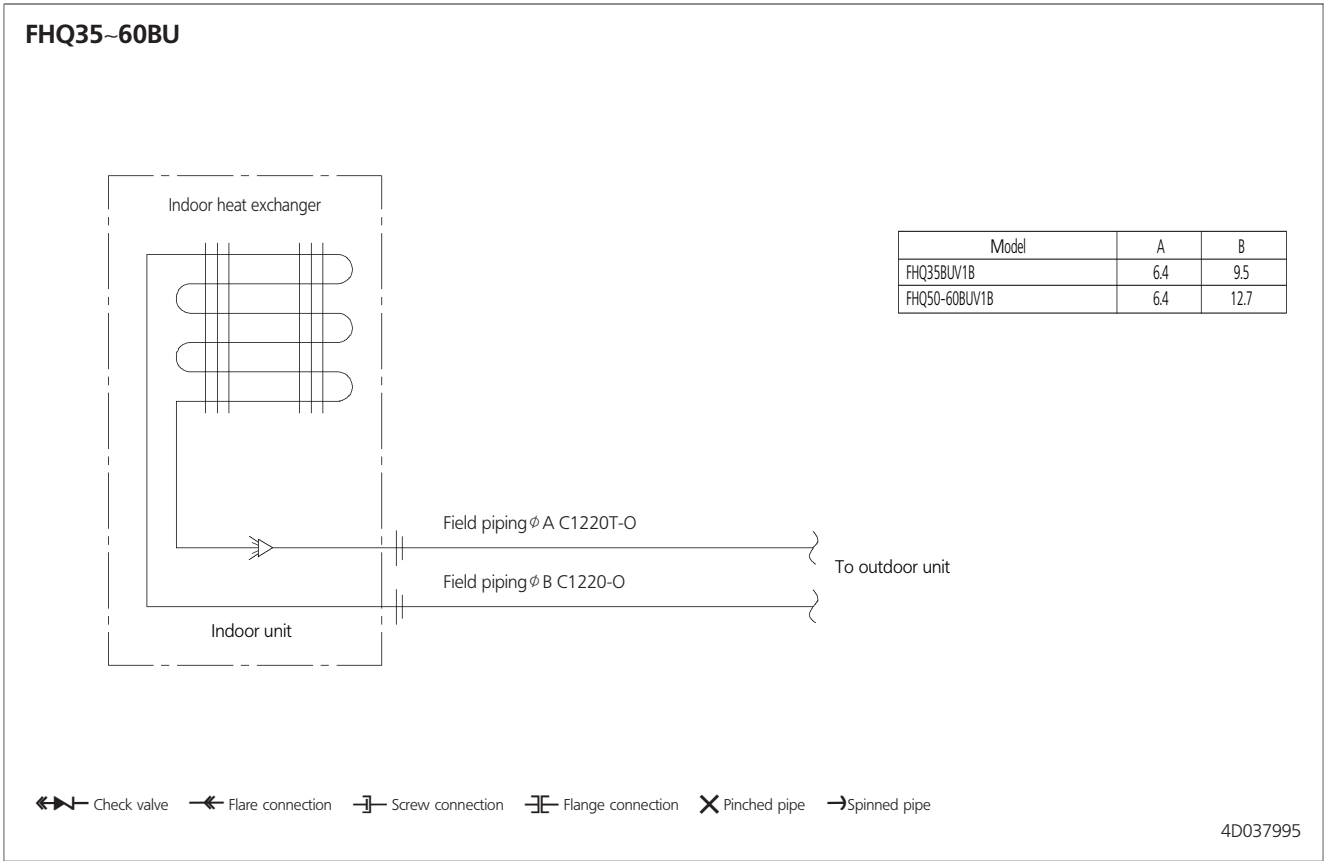 FHQ35~60BU
Indoor heat exchanger
Model A B
FHQ35BUV1B 6.4 9.5
FHQ50-60BUV1B 6.4 12.7
Field piping ø A C1220T-O
To outdoor unit
Field piping ø B C1220-O
Indoor unit
Check valve Flare connection Screw connection Flange connection Pinched pipe Spinned pipe
4D037995